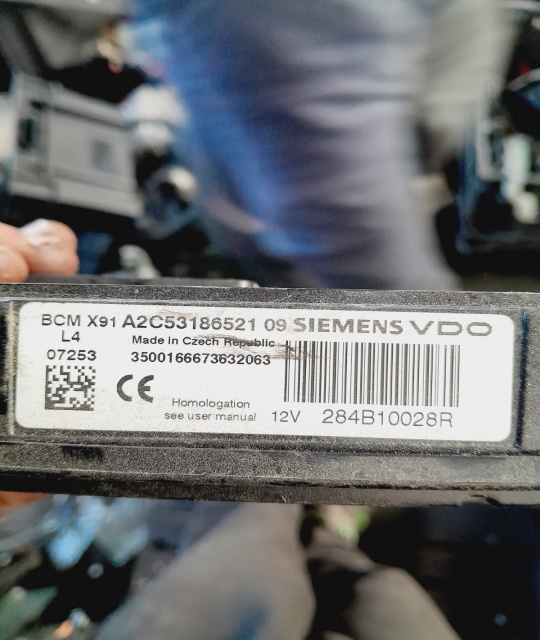 BCM X91 A2C53186521 09 SIEMENS VDO
L4 Made in Czech Republic
07253 3500166673632063
Homologation
see user manual 12V 284B10028R